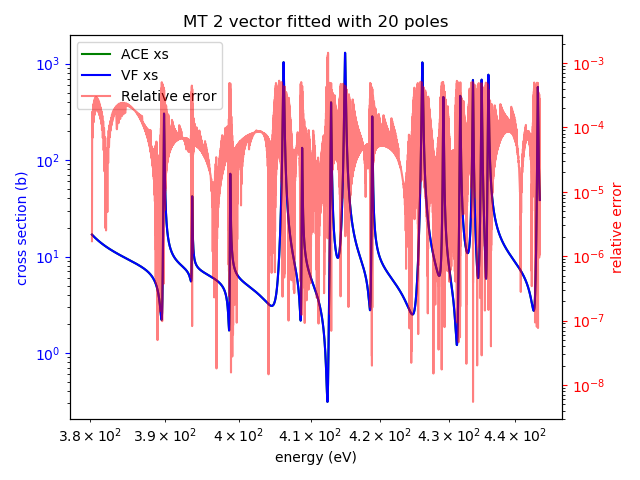 MT 2 vector fitted with 20 poles
ACE xs
VF xs
Relative error
10³
10²
10¹
10⁰
cross section (b)
10⁻³
10⁻⁴
10⁻⁵
10⁻⁶
10⁻⁷
10⁻⁸
relative error
3.8 × 10² 3.9 × 10² 4 × 10² 4.1 × 10² 4.2 × 10² 4.3 × 10² 4.4 × 10²
energy (eV)